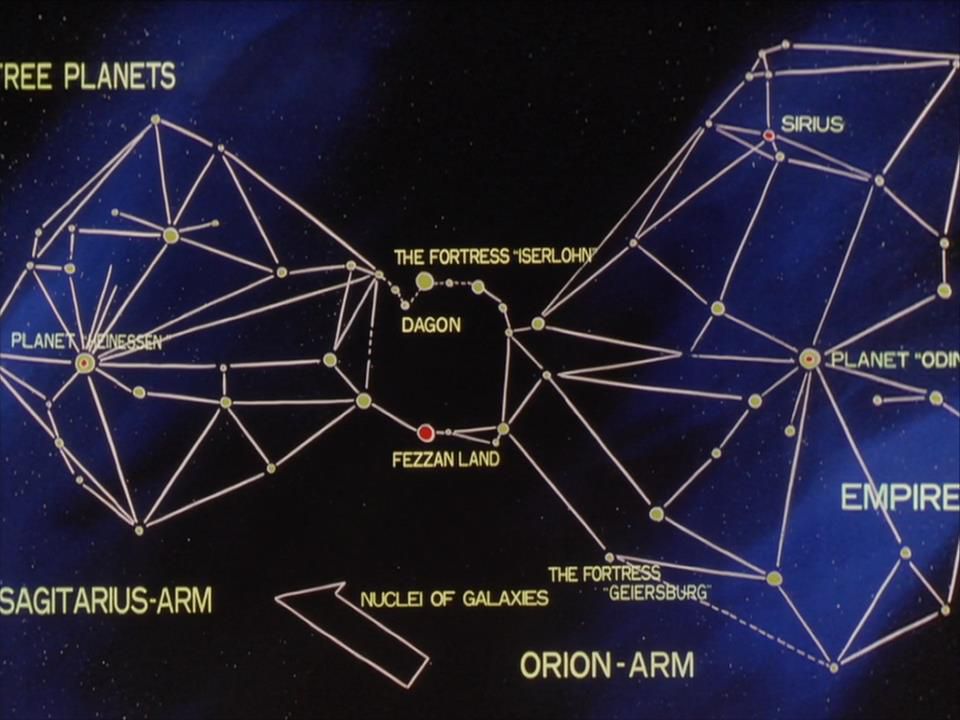 FREE PLANETS
SIRIUS
THE FORTRESS "ISERLOHN"
DAGON
PLANET "HEINESSEN"
PLANET "ODIN
FEZZAN LAND
EMPIRE
THE FORTRESS
"GEIERSBURG"
SAGITARIUS-ARM
NUCLEI OF GALAXIES
ORION-ARM